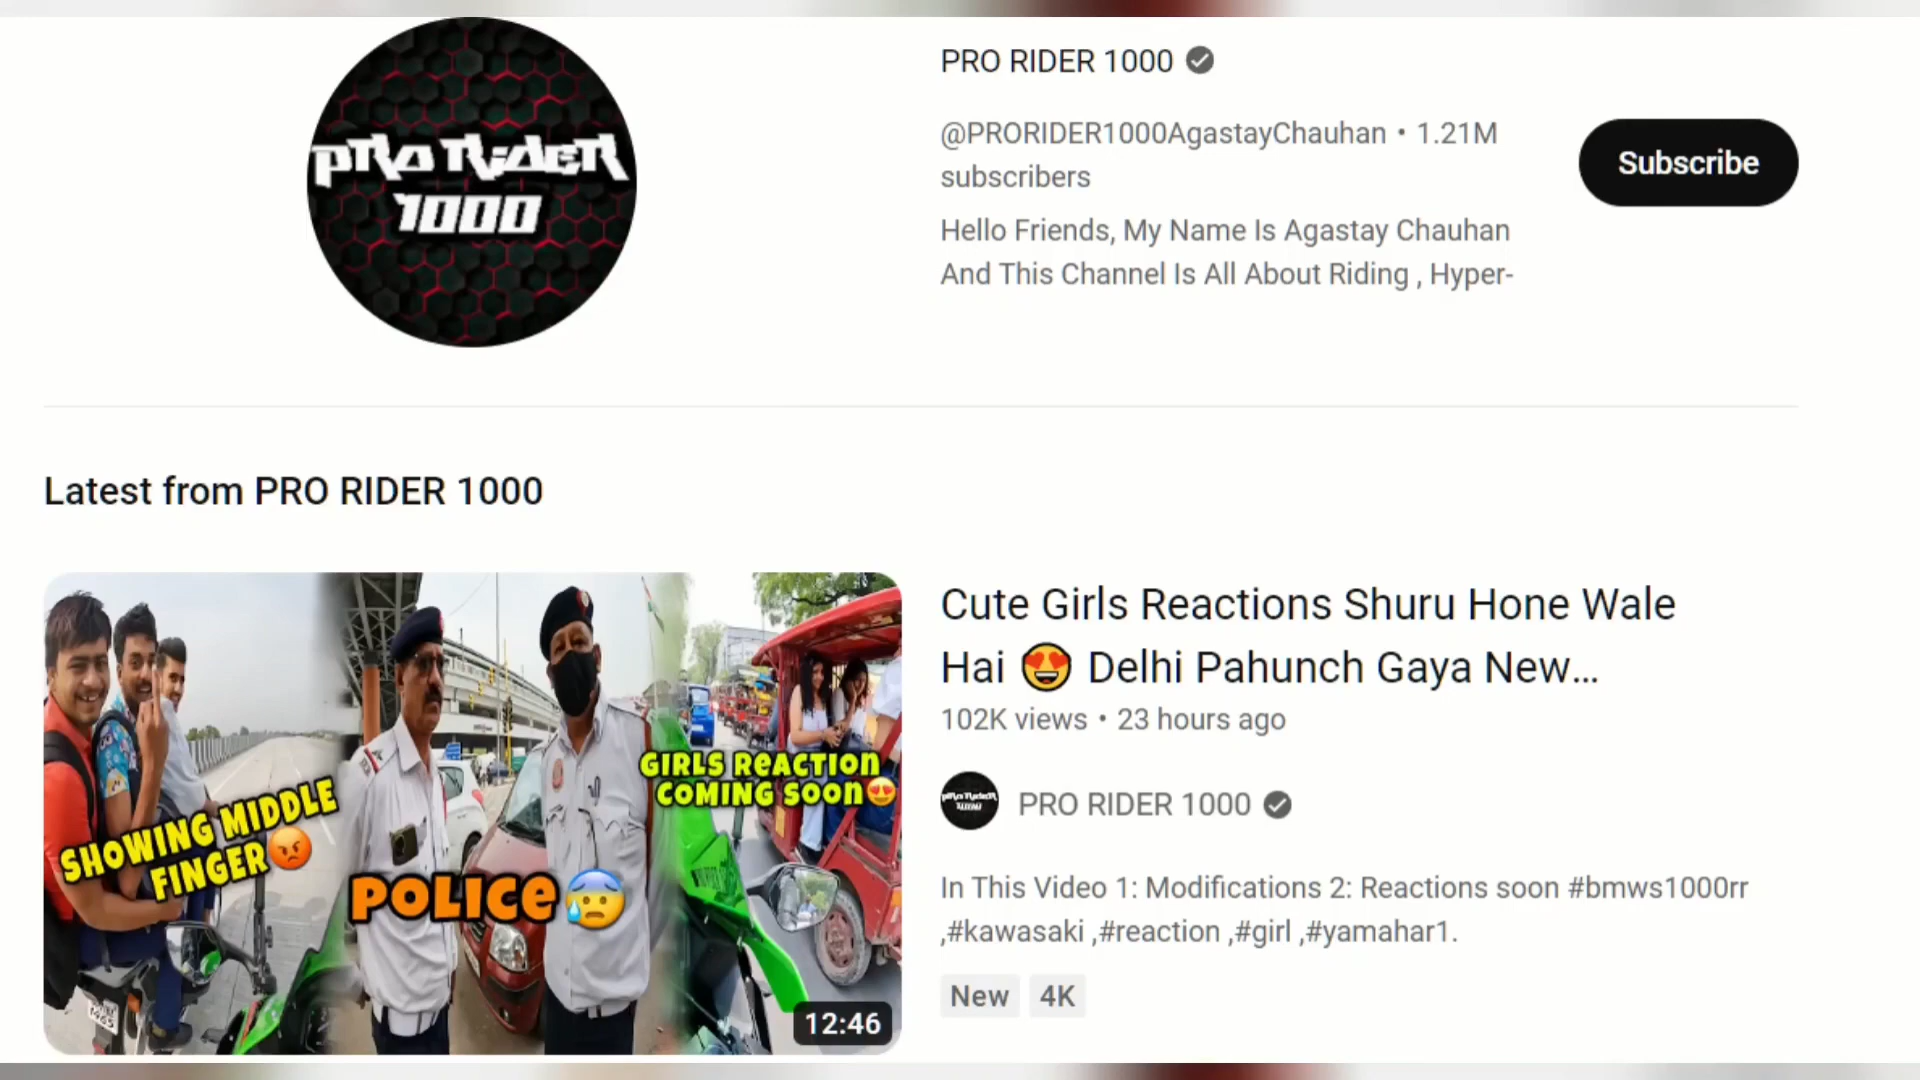 PRO RIDER
1000
PRO RIDER 1000
@PRORIDER1000AgastayChauhan • 1.21M
subscribers
Hello Friends, My Name Is Agastay Chauhan
And This Channel Is All About Riding , Hyper-
Subscribe
Latest from PRO RIDER 1000
SHOWING MIDDLE
FINGER
POLICE
GIRLS REACTION
COMING SOON
12:46
Cute Girls Reactions Shuru Hone Wale
Hai 😍 Delhi Pahunch Gaya New...
102K views • 23 hours ago
PRO RIDER 1000
PRO RIDER 1000
In This Video 1: Modifications 2: Reactions soon #bmws1000rr
,#kawasaki ,#reaction ,#girl ,#yamahar1.
New
4K